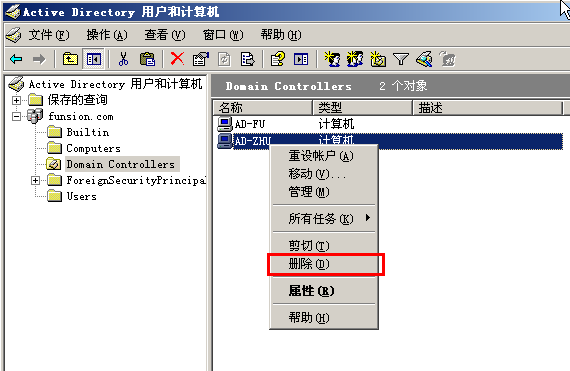 Active Directory 用户和计算机
文件(F) 操作(A) 查看(V) 窗口(W) 帮助(H)
Active Directory 用户和计算机
保存的查询
funsion.com
Builtin
Computers
Domain Controllers
ForeignSecurityPrincipal
Users
Domain Controllers 2 个对象
名称 类型 描述
AD-FU 计算机
AD-ZHU 计算机
重设帐户(A)
移动(V)...
管理(M)
所有任务(K)
剪切(T)
删除(D)
属性(R)
帮助(H)